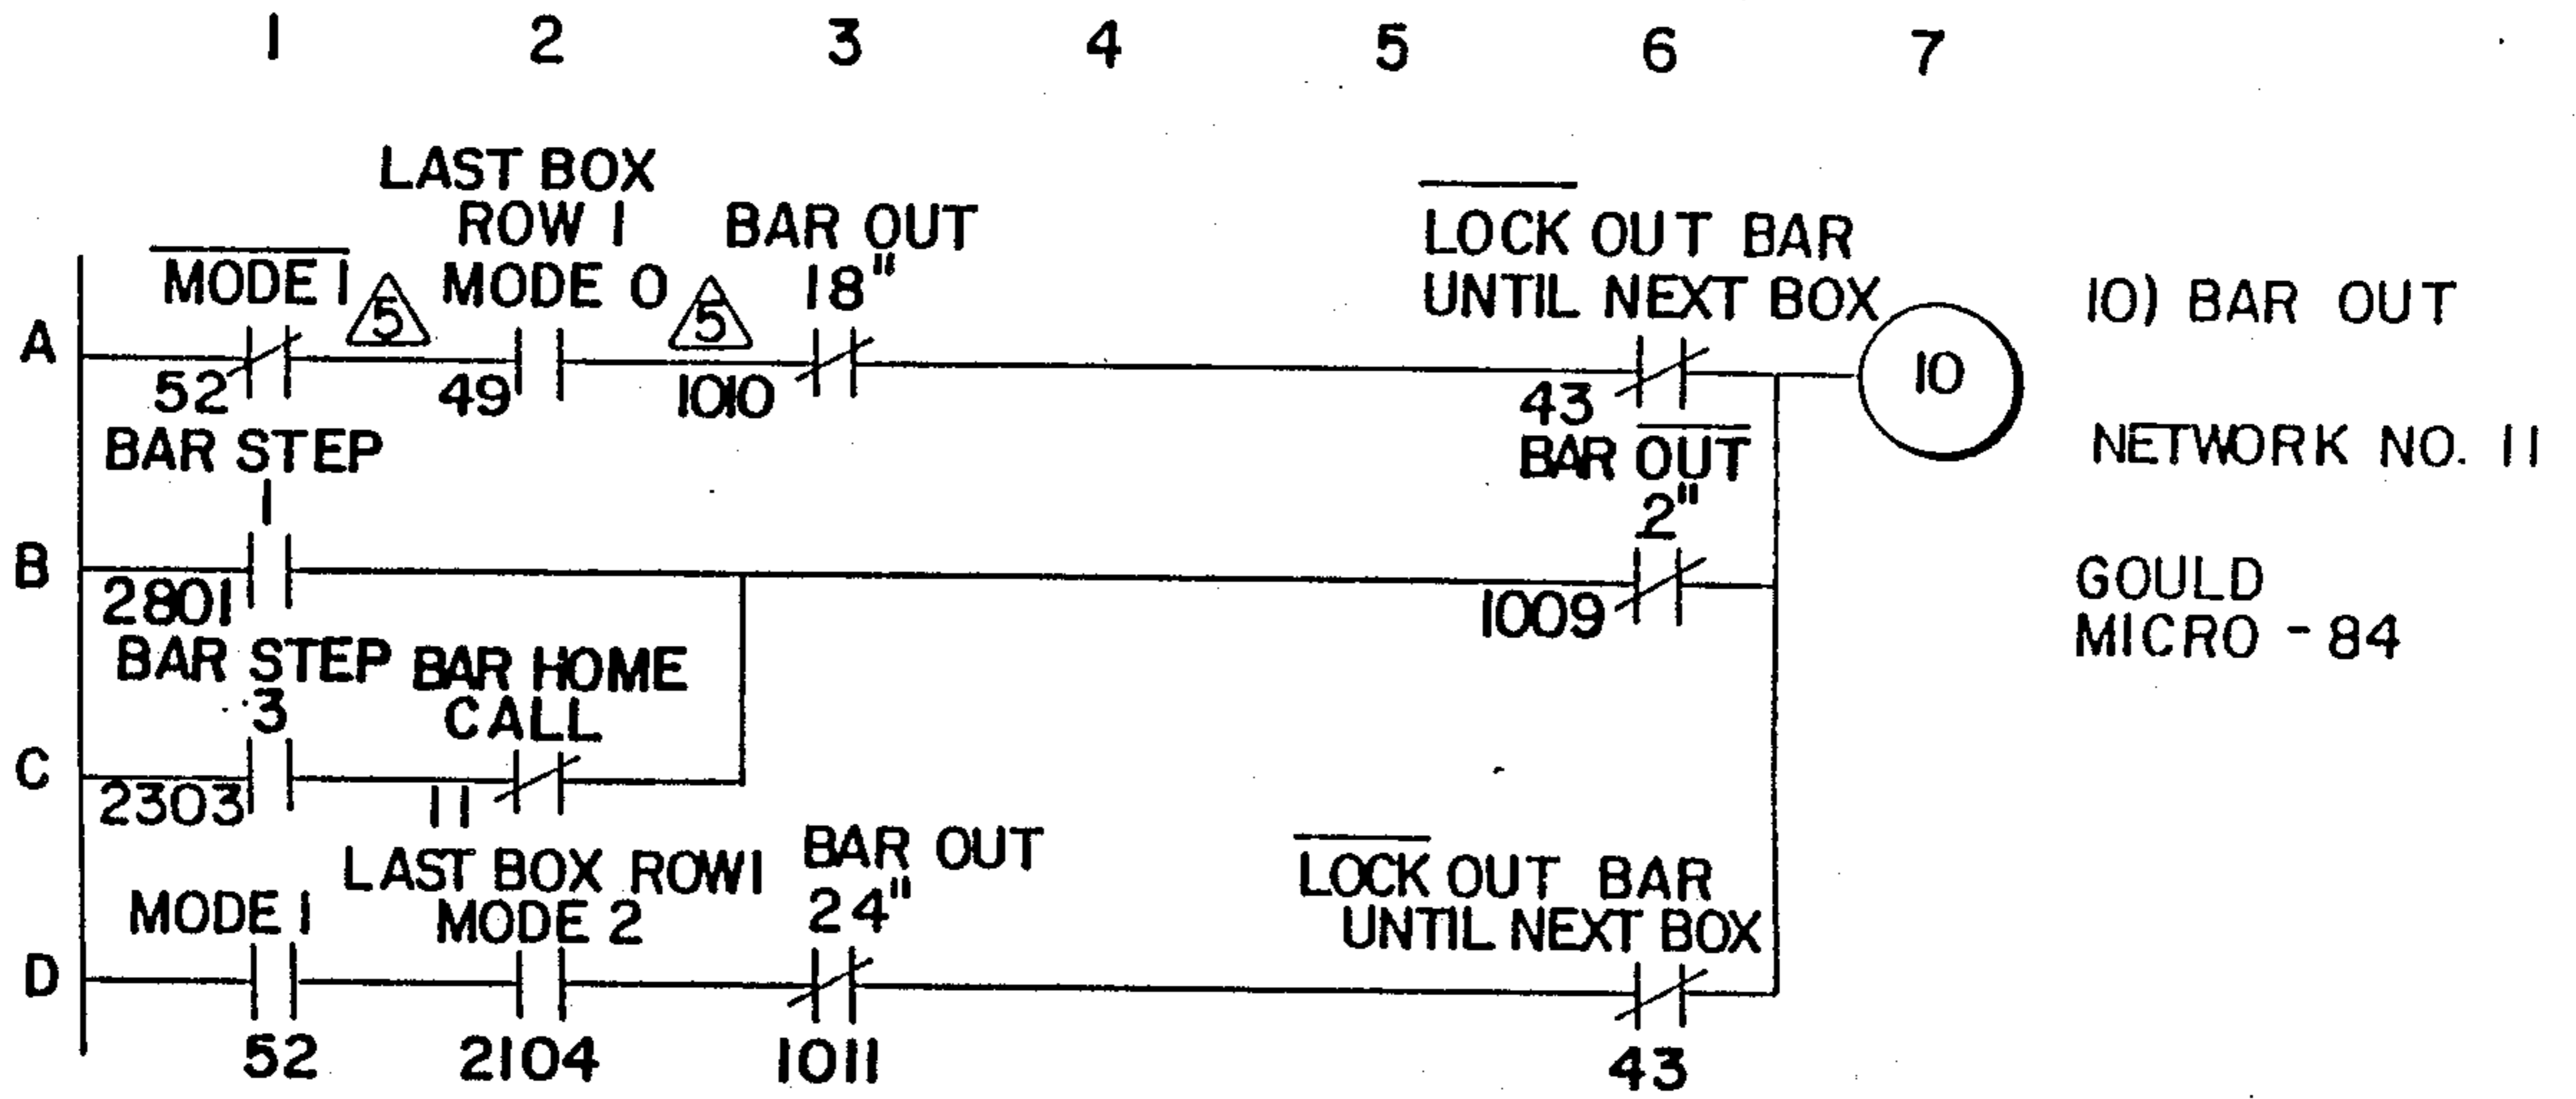 1 2 3 4 5 6 7
LAST BOX
ROW 1
MODE 0
MODE 1
5
5
BAR OUT
18"
LOCK OUT BAR
UNTIL NEXT BOX
A
52
49
1010
43
10
10) BAR OUT
NETWORK NO. 11
GOULD
MICRO - 84
BAR STEP
1
BAR OUT
2"
B
2801
1009
BAR STEP
3
BAR HOME
CALL
C
2303
11
MODE 1
LAST BOX ROW1
MODE 2
BAR OUT
24"
LOCK OUT BAR
UNTIL NEXT BOX
D
52
2104
1011
43